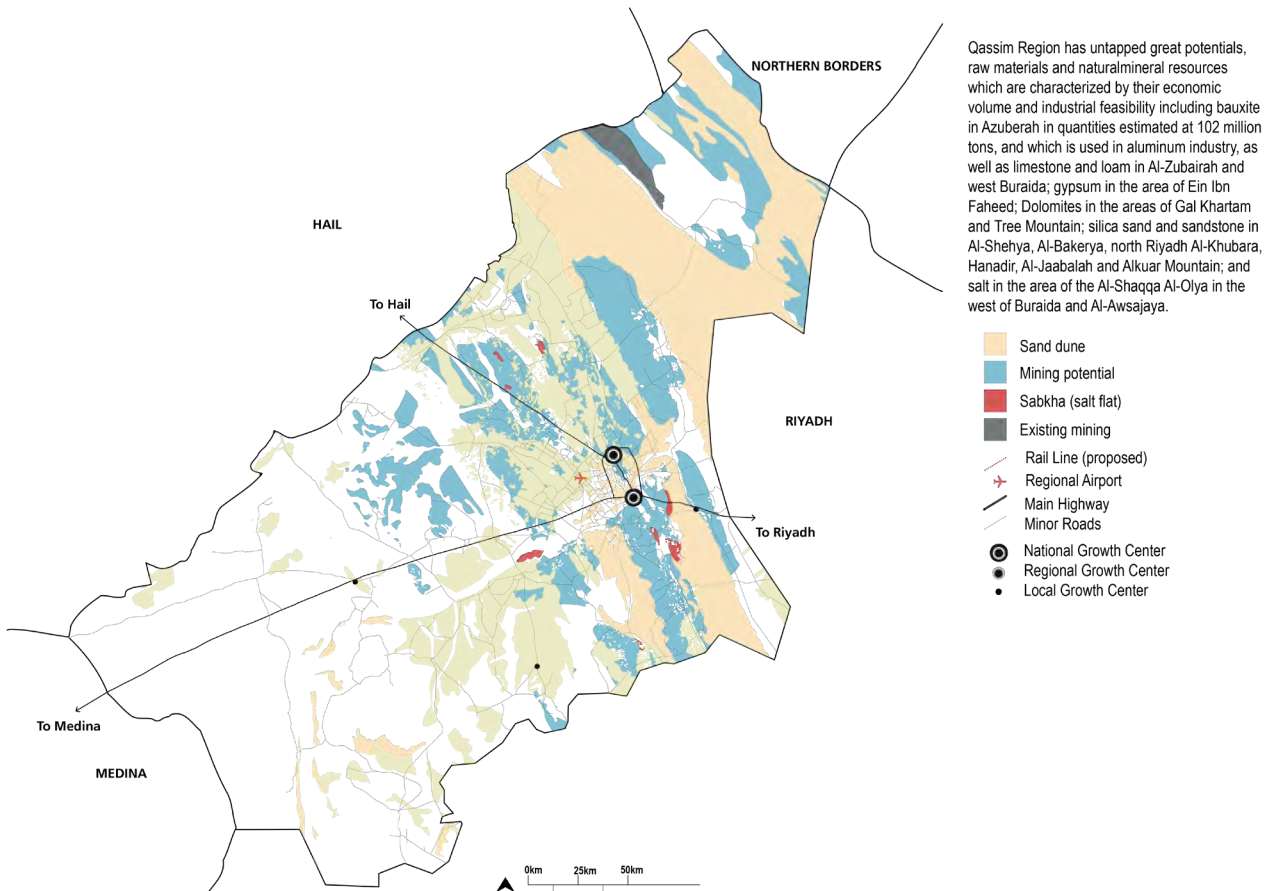 NORTHERN BORDERS
HAIL
To Hail
RIYADH
To Riyadh
To Medina
MEDINA
0km 25km 50km
Qassim Region has untapped great potentials,
raw materials and naturalmineral resources
which are characterized by their economic
volume and industrial feasibility including bauxite
in Azuberah in quantities estimated at 102 million
tons, and which is used in aluminum industry, as
well as limestone and loam in Al-Zubairah and
west Buraida; gypsum in the area of Ein Ibn
Faheed; Dolomites in the areas of Gal Khartam
and Tree Mountain; silica sand and sandstone in
Al-Shehya, Al-Bakerya, north Riyadh Al-Khubara,
Hanadir, Al-Jaabalah and Alkuar Mountain; and
salt in the area of the Al-Shaqqa Al-Olya in the
west of Buraida and Al-Awsajaya.
Sand dune
Mining potential
Sabkha (salt flat)
Existing mining
Rail Line (proposed)
Regional Airport
Main Highway
Minor Roads
National Growth Center
Regional Growth Center
Local Growth Center